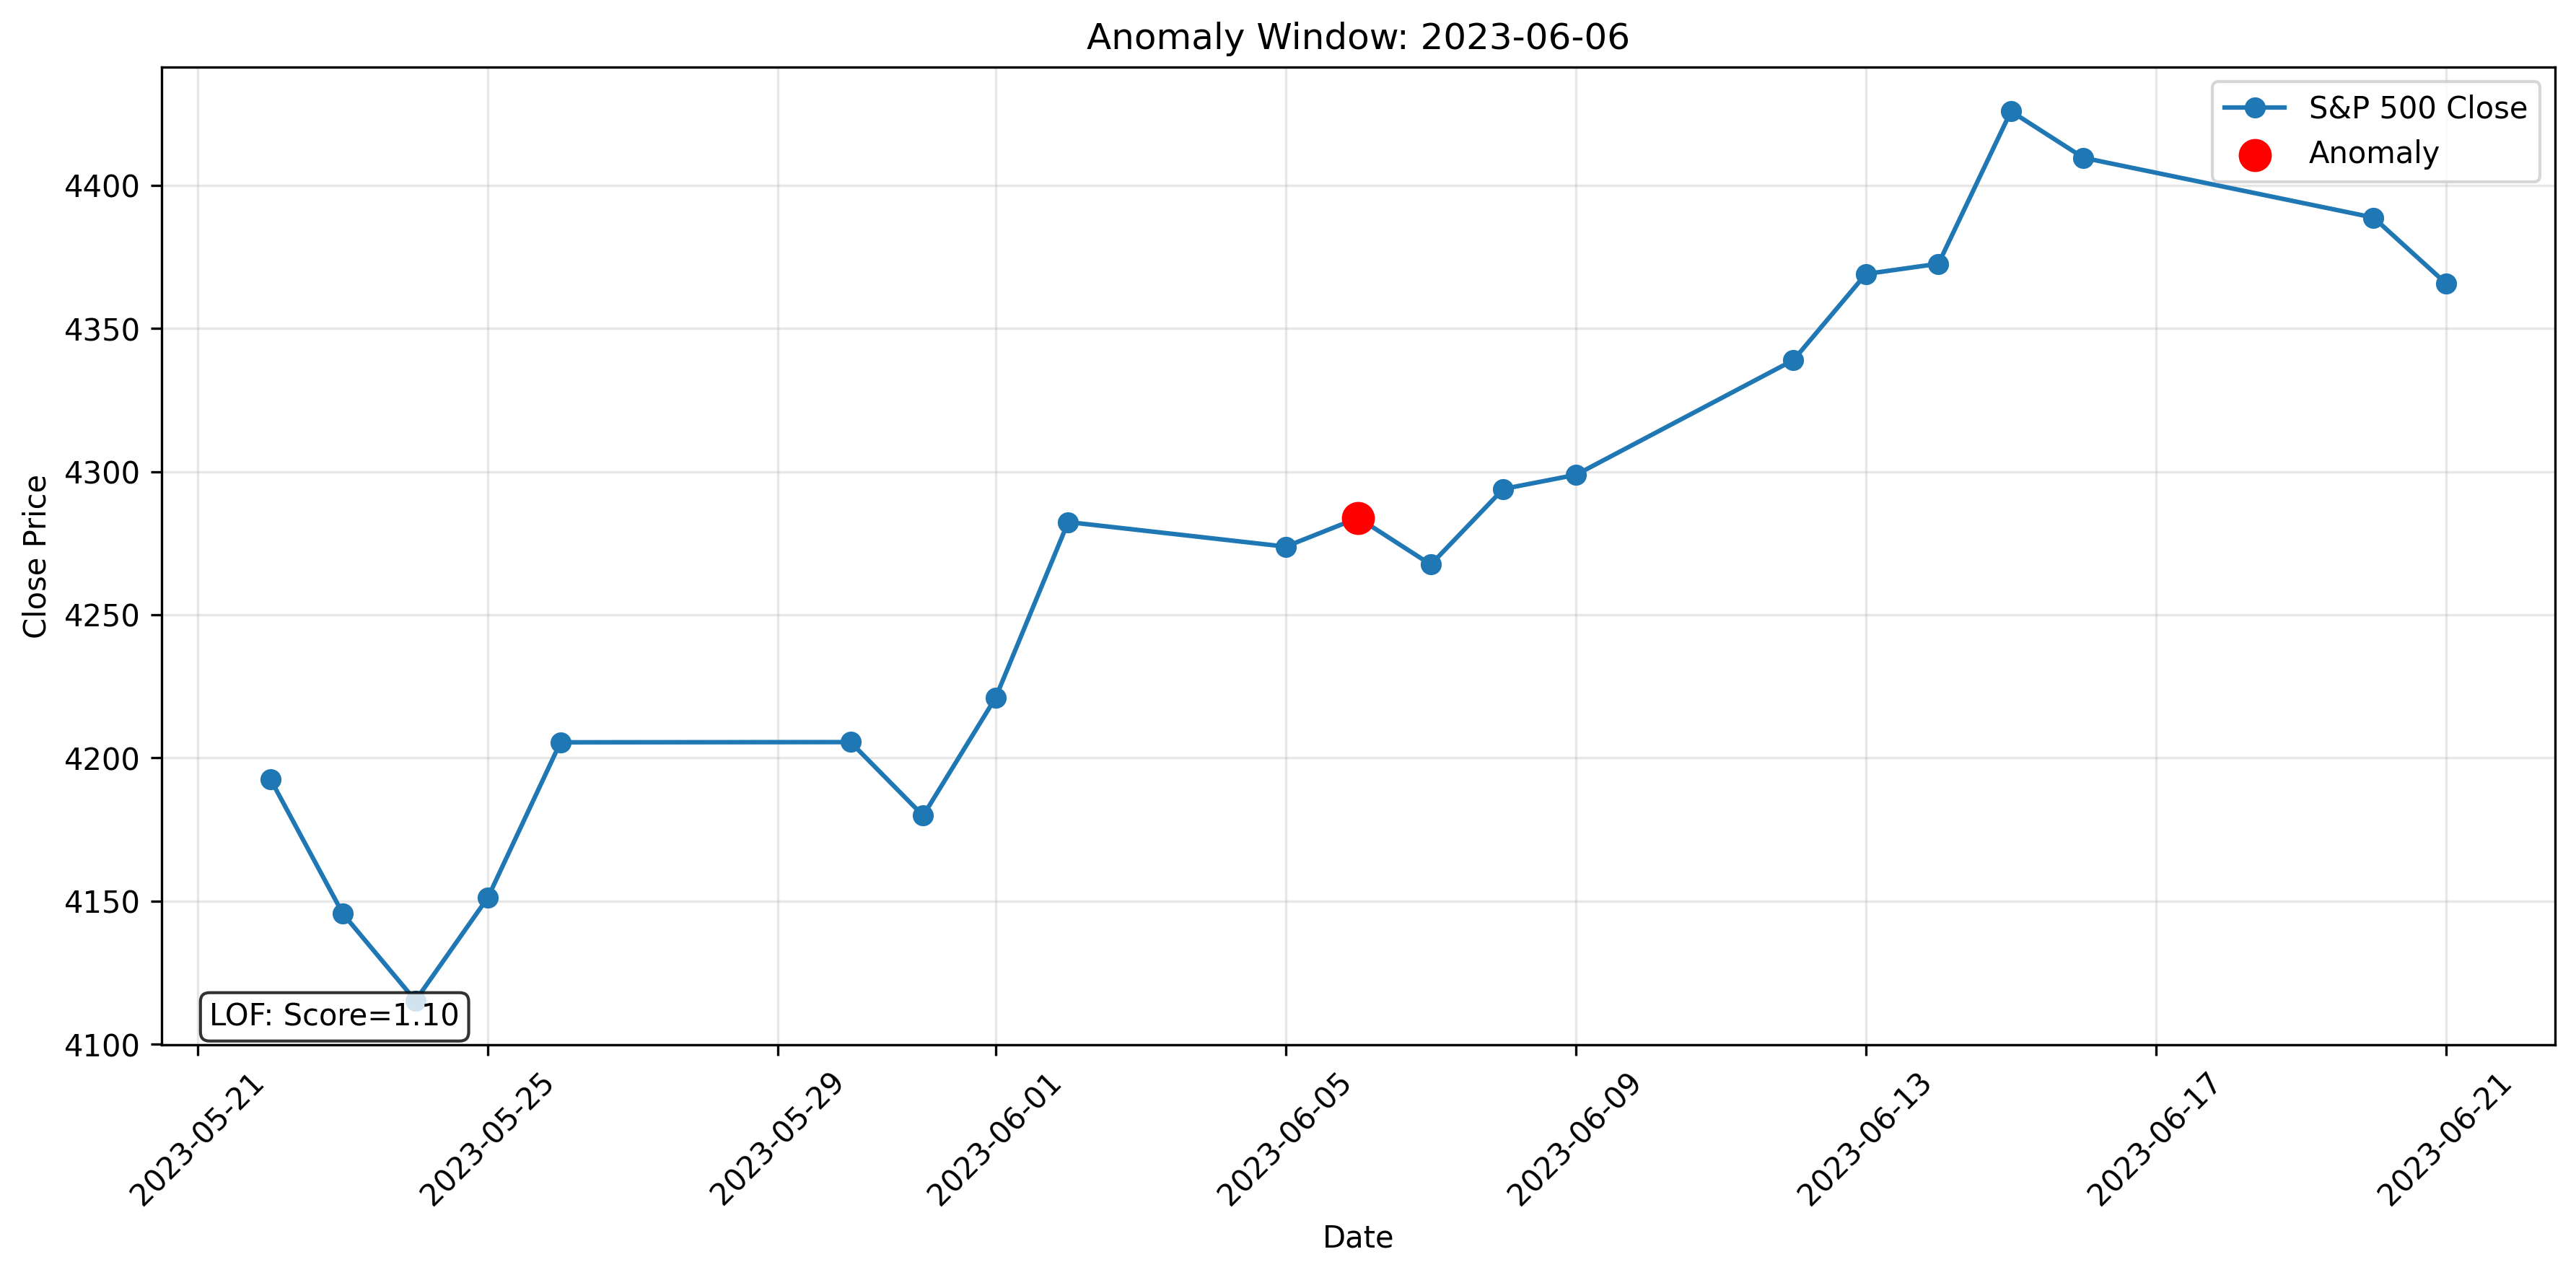 Anomaly Window: 2023-06-06
S&P 500 Close
Anomaly
Close Price
4400
4350
4300
4250
4200
4150
4100
LOF: Score=1.10
2023-05-21
2023-05-25
2023-05-29
2023-06-01
2023-06-05
2023-06-09
2023-06-13
2023-06-17
2023-06-21
Date